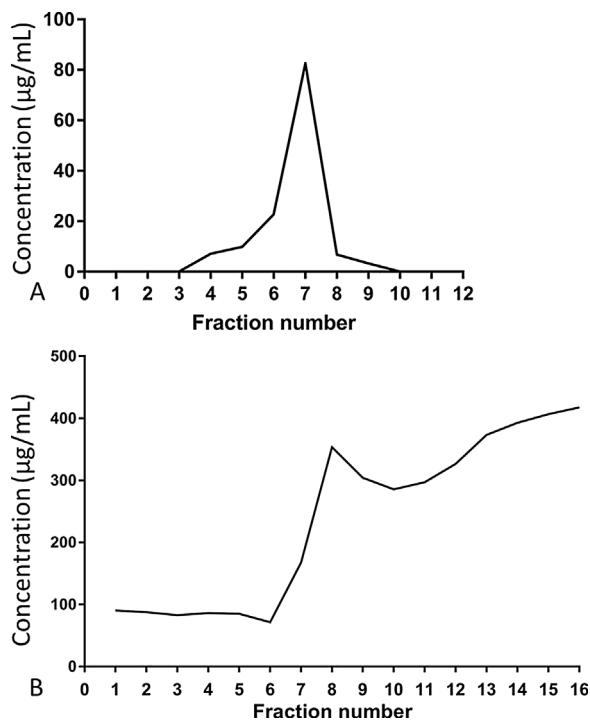 Concentration (µg/mL)
100
80
60
40
20
0
A
0 1 2 3 4 5 6 7 8 9 10 11 12
Fraction number
Concentration (µg/mL)
500
400
300
200
100
0
B
0 1 2 3 4 5 6 7 8 9 10 11 12 13 14 15 16
Fraction number